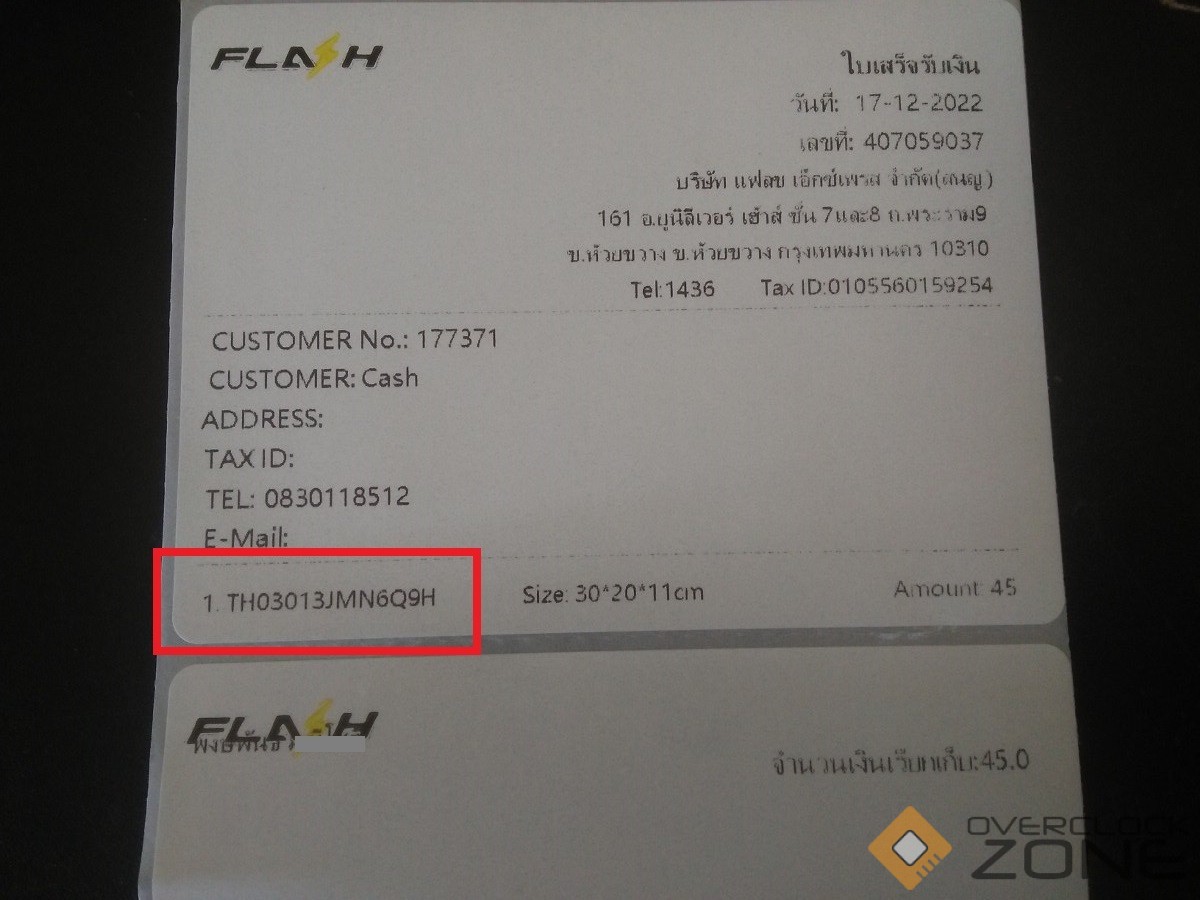 FLASH
ใบเสร็จรับเงิน
วันที่: 17-12-2022
เลขที่: 407059037
บริษัท แฟลช เอ็กซ์เพรส จำกัด(สนญ)
161 อ.ยูนิลีเวอร์ เฮ้าส์ ชั้น 7และ8 ถ.พระราม9
ข.ห้วยขวาง ข.ห้วยขวาง กรุงเทพมหานคร 10310
Tel:1436 Tax ID:0105560159254
CUSTOMER No.: 177371
CUSTOMER: Cash
ADDRESS:
TAX ID:
TEL: 0830118512
E-Mail:
1. TH03013JMN6Q9H Size: 30*20*11cm Amount: 45
FLASH
จำนวนเงินเรียกเก็บ:45.0
OVERCLOCK
ZONE